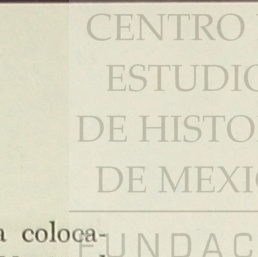 CENTRO
ESTUDIO
DE HISTO
DE MEXIC
a coloca-
FUNDAC